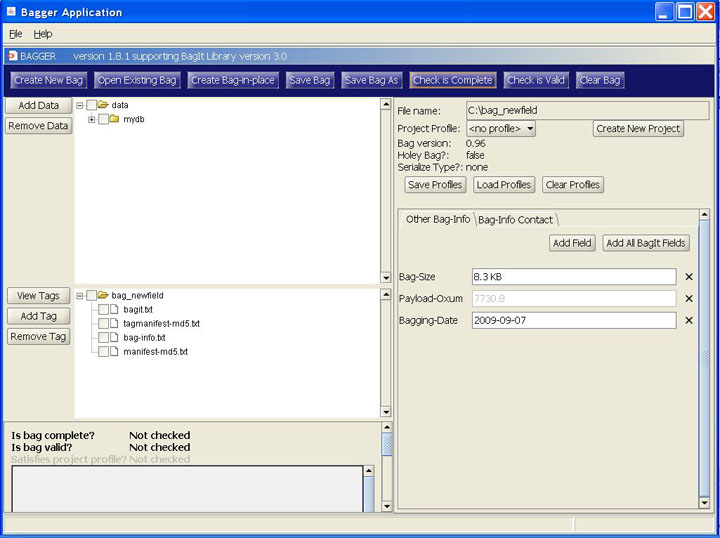 Bagger Application
File Help
BAGGER version 1.8.1 supporting BagIt Library version 3.0
Create New Bag Open Existing Bag Create Bag-in-place Save Bag Save Bag As Check is Complete Check is Valid Clear Bag
Add Data
Remove Data
data
mydb
File name: C:\bag_newfield
Project Profile: <no profile> Create New Project
Bag version: 0.96
Holey Bag?: false
Serialize Type?: none
Save Profiles Load Profiles Clear Profiles
Other Bag-Info Bag-Info Contact
Add Field Add All BagIt Fields
Bag-Size 8.3 KB
Payload-Oxum 7730.8
Bagging-Date 2009-09-07
View Tags
Add Tag
Remove Tag
bag_newfield
bagit.txt
tagmanifest-md5.txt
bag-info.txt
manifest-md5.txt
Is bag complete? Not checked
Is bag valid? Not checked
Satisfies project profile? Not checked